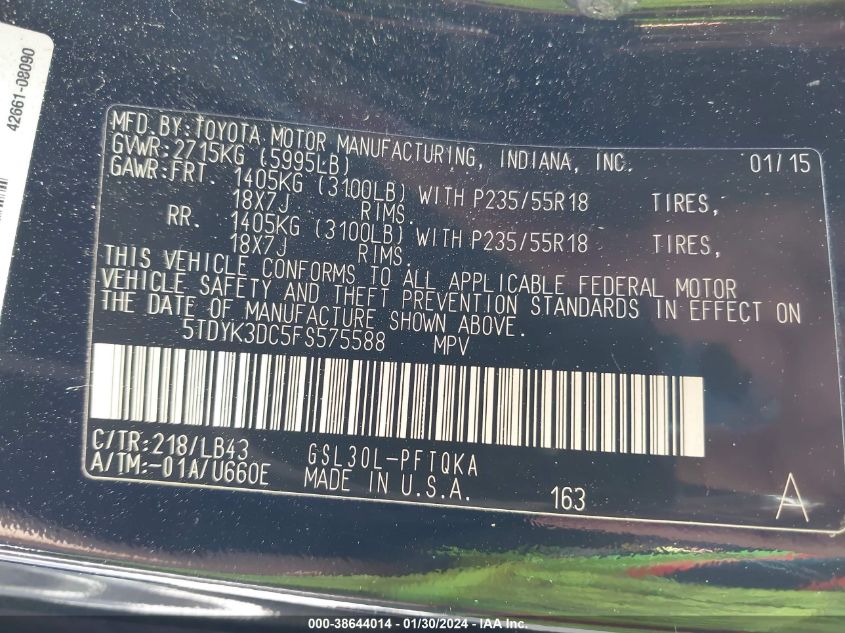 42661-08090
MFD. BY: TOYOTA MOTOR MANUFACTURING, INDIANA, INC. 01/15
GVWR: 2715KG (5995LB)
GAWR: FRT. 1405KG (3100LB) WITH P235/55R18 TIRES,
18X7J RIMS.
RR. 1405KG (3100LB) WITH P235/55R18 TIRES,
18X7J RIMS.
THIS VEHICLE CONFORMS TO ALL APPLICABLE FEDERAL MOTOR
VEHICLE SAFETY AND THEFT PREVENTION STANDARDS IN EFFECT ON
THE DATE OF MANUFACTURE SHOWN ABOVE.
5TDYK3DC5FS575588 MPV
C/TR: 218/LB43 GSL30L-PFTQKA
A/TM: -01A/U660E MADE IN U.S.A. 163 A
000-38644014 - 01/30/2024 - IAA Inc.